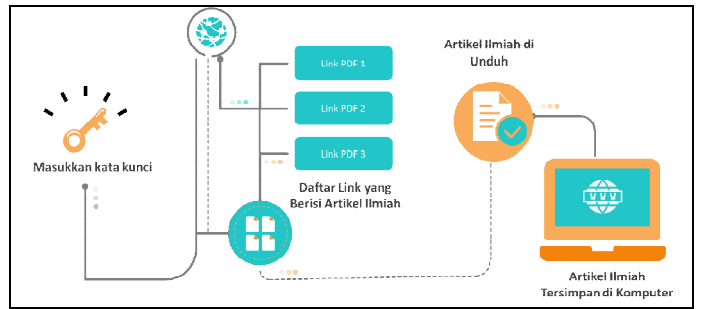 Masukkan kata kunci
Link PDF 1
Link PDF 2
Link PDF 3
Daftar Link yang
Berisi Artikel Ilmiah
Artikel Ilmiah di
Unduh
Artikel Ilmiah
Tersimpan di Komputer